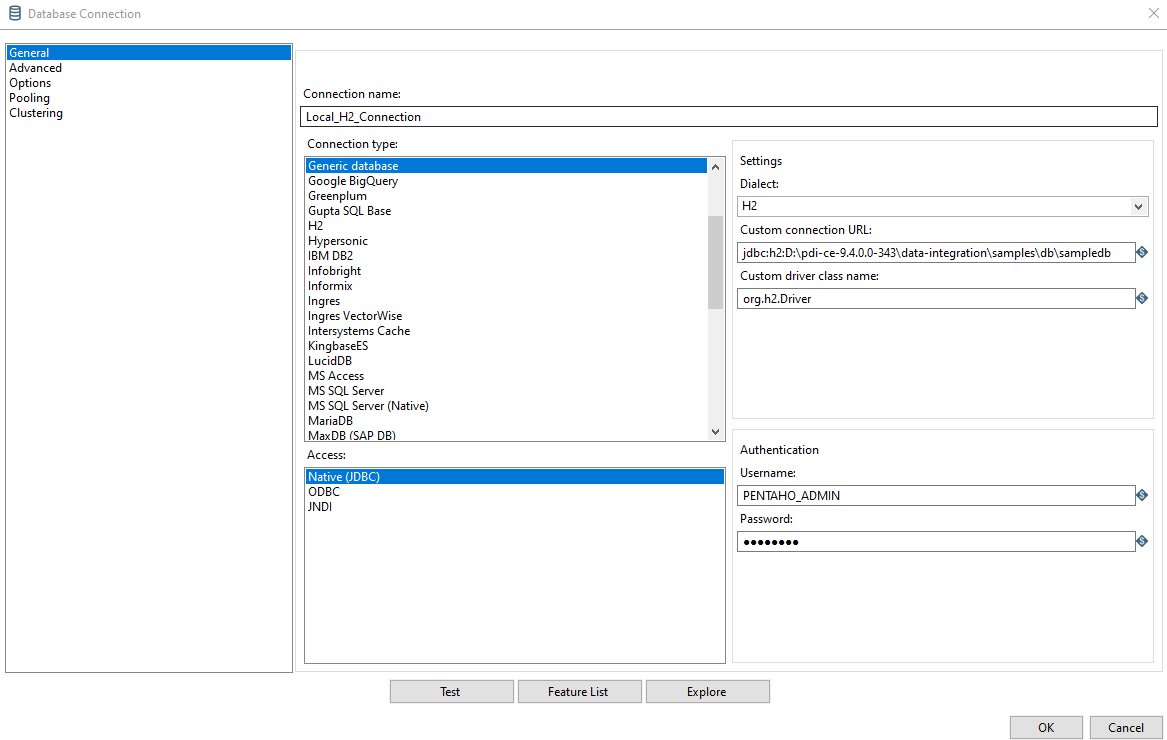 Database Connection
General
Advanced
Options
Pooling
Clustering
Connection name:
Local_H2_Connection
Connection type:
Generic database
Google BigQuery
Greenplum
Gupta SQL Base
H2
Hypersonic
IBM DB2
Infobright
Informix
Ingres
Ingres VectorWise
Intersystems Cache
KingbaseES
LucidDB
MS Access
MS SQL Server
MS SQL Server (Native)
MariaDB
MaxDB (SAP DB)
Access:
Native (JDBC)
ODBC
JNDI
Settings
Dialect:
H2
Custom connection URL:
jdbc:h2:D:\pdi-ce-9.4.0.0-343\data-integration\samples\db\sampledb
Custom driver class name:
org.h2.Driver
Authentication
Username:
PENTAHO_ADMIN
Password:
●●●●●●●●
Test
Feature List
Explore
OK
Cancel